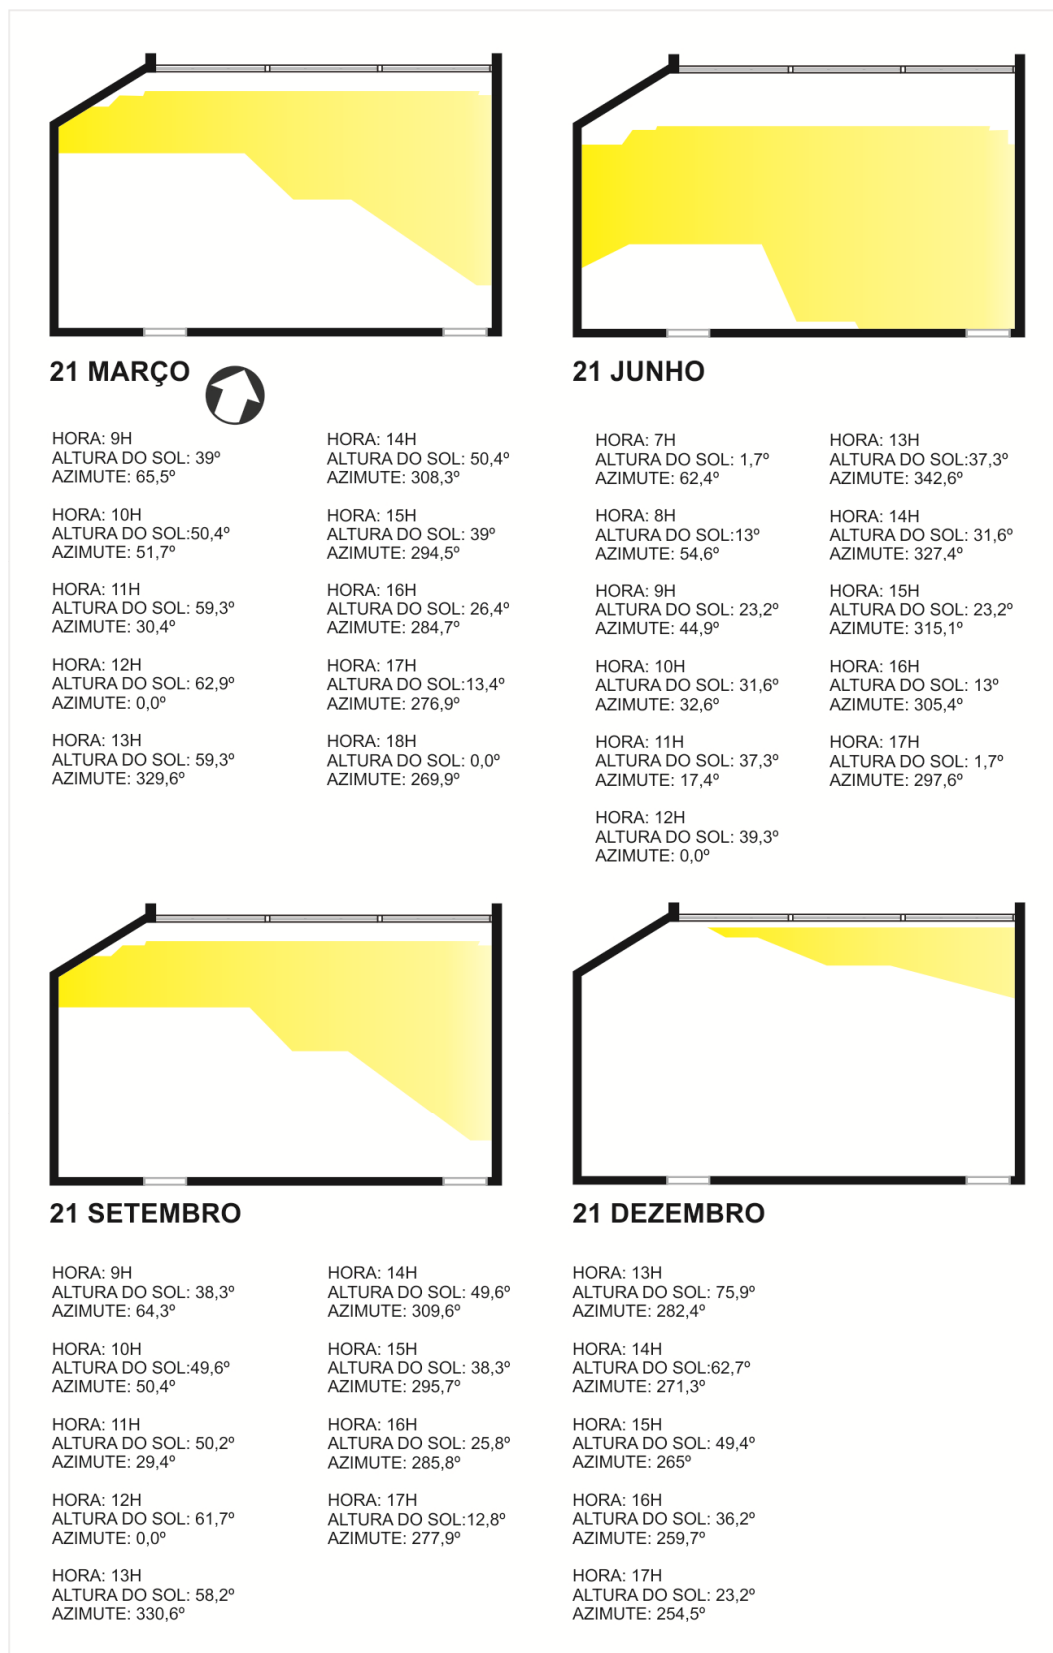 21 MARÇO
HORA: 9H
ALTURA DO SOL: 39º
AZIMUTE: 65,5º
HORA: 10H
ALTURA DO SOL:50,4º
AZIMUTE: 51,7º
HORA: 11H
ALTURA DO SOL: 59,3º
AZIMUTE: 30,4º
HORA: 12H
ALTURA DO SOL: 62,9º
AZIMUTE: 0,0º
HORA: 13H
ALTURA DO SOL: 59,3º
AZIMUTE: 329,6º
HORA: 14H
ALTURA DO SOL: 50,4º
AZIMUTE: 308,3º
HORA: 15H
ALTURA DO SOL: 39º
AZIMUTE: 294,5º
HORA: 16H
ALTURA DO SOL: 26,4º
AZIMUTE: 284,7º
HORA: 17H
ALTURA DO SOL:13,4º
AZIMUTE: 276,9º
HORA: 18H
ALTURA DO SOL: 0,0º
AZIMUTE: 269,9º
21 JUNHO
HORA: 7H
ALTURA DO SOL: 1,7º
AZIMUTE: 62,4º
HORA: 8H
ALTURA DO SOL:13º
AZIMUTE: 54,6º
HORA: 9H
ALTURA DO SOL: 23,2º
AZIMUTE: 44,9º
HORA: 10H
ALTURA DO SOL: 31,6º
AZIMUTE: 32,6º
HORA: 11H
ALTURA DO SOL: 37,3º
AZIMUTE: 17,4º
HORA: 12H
ALTURA DO SOL: 39,3º
AZIMUTE: 0,0º
HORA: 13H
ALTURA DO SOL:37,3º
AZIMUTE: 342,6º
HORA: 14H
ALTURA DO SOL: 31,6º
AZIMUTE: 327,4º
HORA: 15H
ALTURA DO SOL: 23,2º
AZIMUTE: 315,1º
HORA: 16H
ALTURA DO SOL: 13º
AZIMUTE: 305,4º
HORA: 17H
ALTURA DO SOL: 1,7º
AZIMUTE: 297,6º
21 SETEMBRO
HORA: 9H
ALTURA DO SOL: 38,3º
AZIMUTE: 64,3º
HORA: 10H
ALTURA DO SOL:49,6º
AZIMUTE: 50,4º
HORA: 11H
ALTURA DO SOL: 50,2º
AZIMUTE: 29,4º
HORA: 12H
ALTURA DO SOL: 61,7º
AZIMUTE: 0,0º
HORA: 13H
ALTURA DO SOL: 58,2º
AZIMUTE: 330,6º
HORA: 14H
ALTURA DO SOL: 49,6º
AZIMUTE: 309,6º
HORA: 15H
ALTURA DO SOL: 38,3º
AZIMUTE: 295,7º
HORA: 16H
ALTURA DO SOL: 25,8º
AZIMUTE: 285,8º
HORA: 17H
ALTURA DO SOL:12,8º
AZIMUTE: 277,9º
21 DEZEMBRO
HORA: 13H
ALTURA DO SOL: 75,9º
AZIMUTE: 282,4º
HORA: 14H
ALTURA DO SOL:62,7º
AZIMUTE: 271,3º
HORA: 15H
ALTURA DO SOL: 49,4º
AZIMUTE: 265º
HORA: 16H
ALTURA DO SOL: 36,2º
AZIMUTE: 259,7º
HORA: 17H
ALTURA DO SOL: 23,2º
AZIMUTE: 254,5º